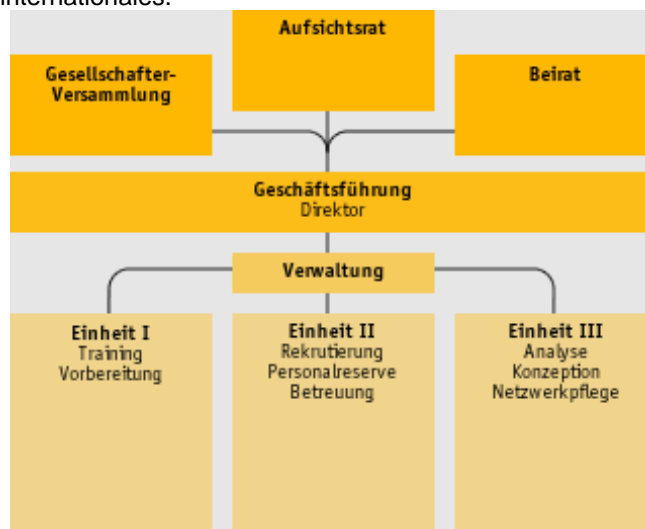 internationales.
Aufsichtsrat
Gesellschafter-
Versammlung
Beirat
Geschäftsführung
Direktor
Verwaltung
Einheit I
Training
Vorbereitung
Einheit II
Rekrutierung
Personalreserve
Betreuung
Einheit III
Analyse
Konzeption
Netzwerkpflege